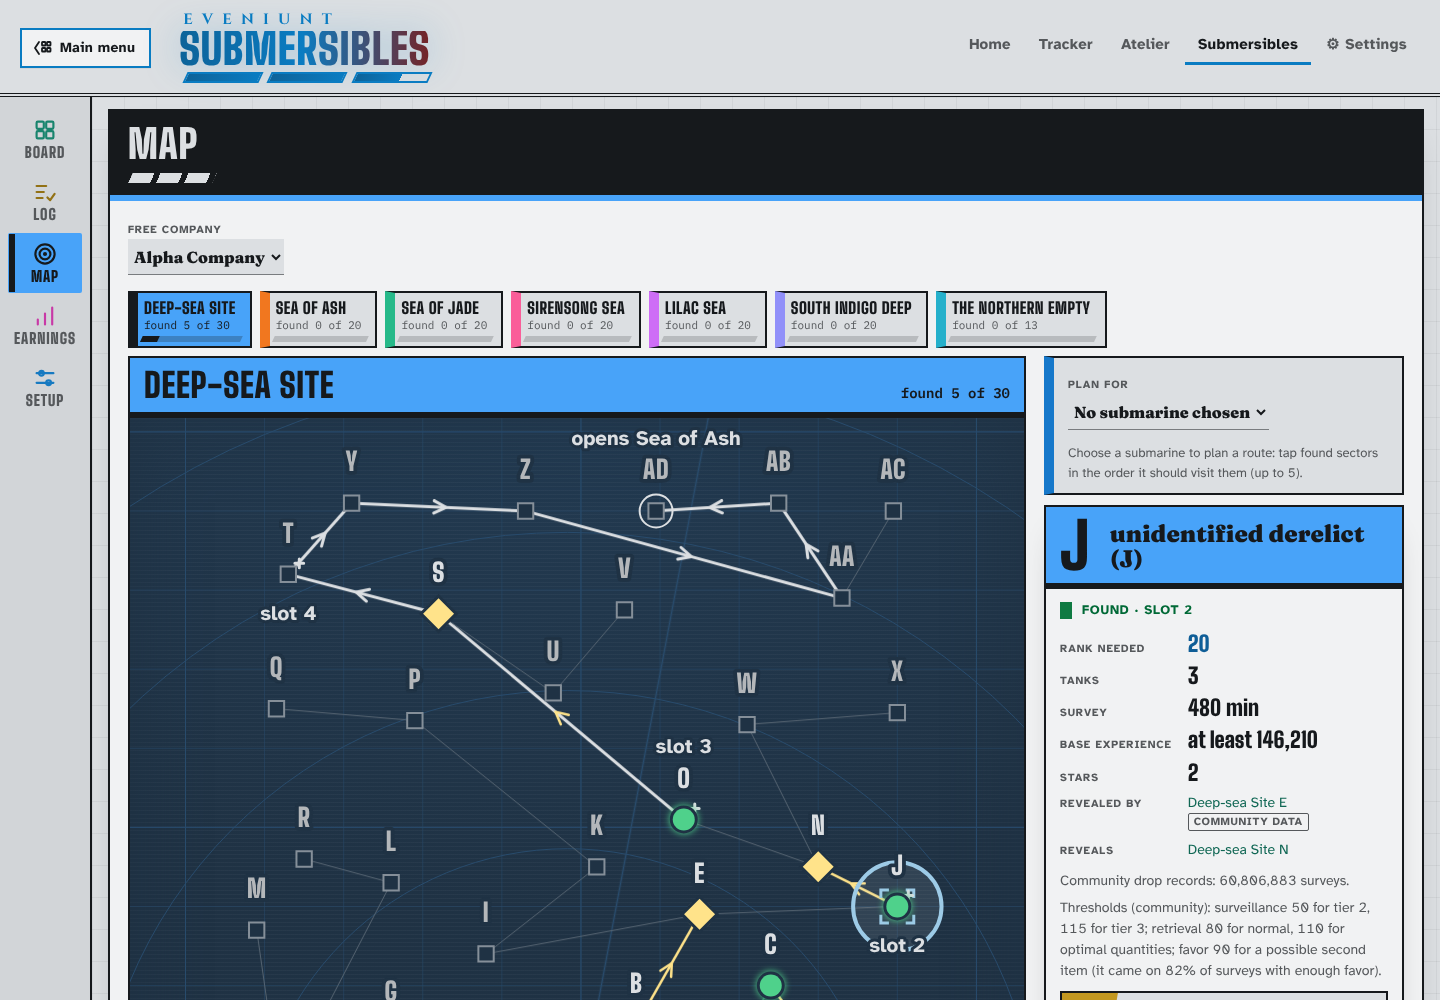 Main menu
EVENIUNT
SUBMERSIBLES
Home
Tracker
Atelier
Submersibles
⚙ Settings
BOARD
LOG
MAP
EARNINGS
SETUP
MAP
FREE COMPANY
Alpha Company
DEEP-SEA SITE
found 5 of 30
SEA OF ASH
found 0 of 20
SEA OF JADE
found 0 of 20
SIRENSONG SEA
found 0 of 20
LILAC SEA
found 0 of 20
SOUTH INDIGO DEEP
found 0 of 20
THE NORTHERN EMPTY
found 0 of 13
DEEP-SEA SITE
found 5 of 30
opens Sea of Ash
Y
Z
AD
AB
AC
T
S
V
AA
slot 4
Q
P
U
W
X
slot 3
O
R
L
K
N
M
E
J
I
slot 2
C
B
G
PLAN FOR
No submarine chosen
Choose a submarine to plan a route: tap found sectors
in the order it should visit them (up to 5).
J
unidentified derelict
(J)
FOUND · SLOT 2
RANK NEEDED 20
TANKS 3
SURVEY 480 min
BASE EXPERIENCE at least 146,210
STARS 2
REVEALED BY Deep-sea Site E
COMMUNITY DATA
REVEALS Deep-sea Site N
Community drop records: 60,806,883 surveys.
Thresholds (community): surveillance 50 for tier 2,
115 for tier 3; retrieval 80 for normal, 110 for
optimal quantities; favor 90 for a possible second
item (it came on 82% of surveys with enough favor).